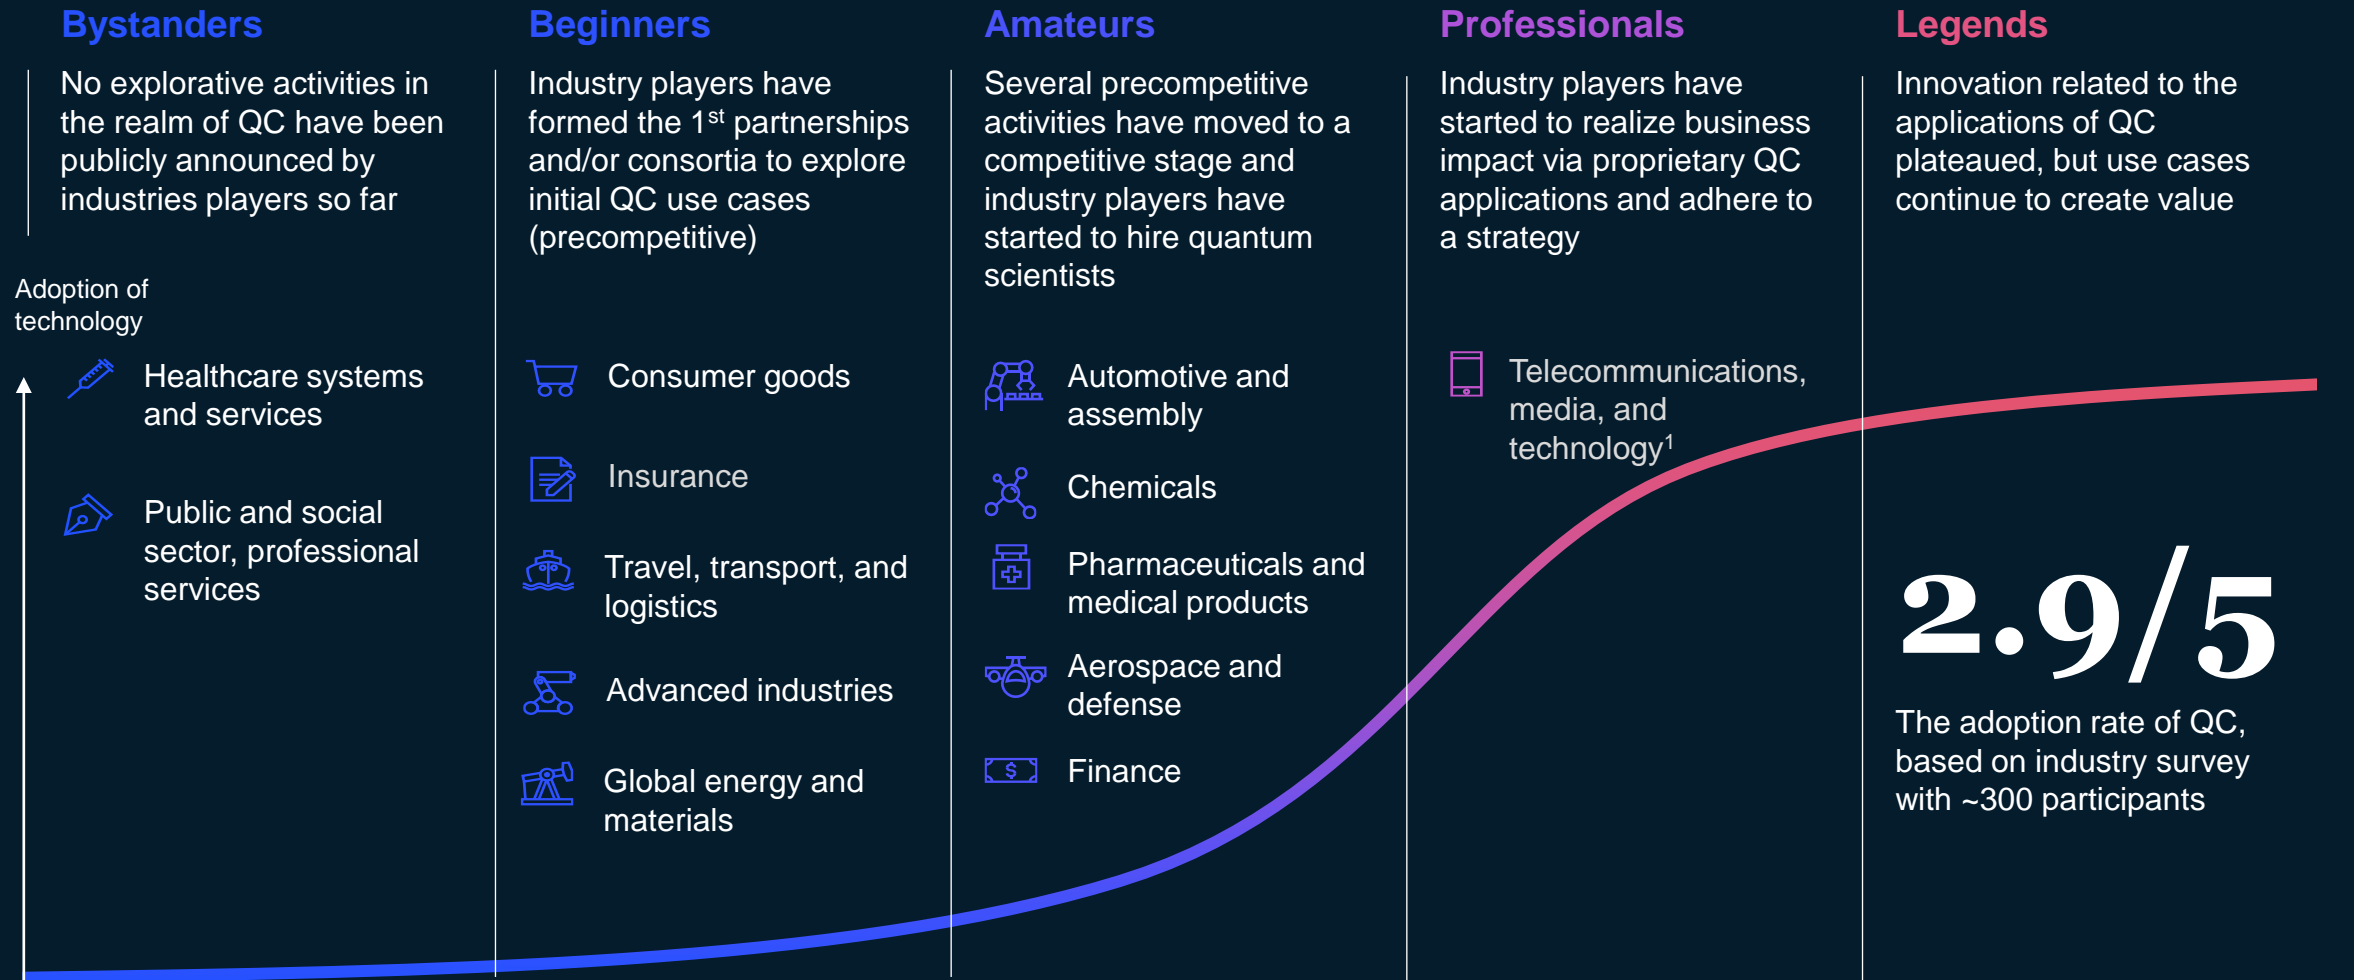 Bystanders
No explorative activities in
the realm of QC have been
publicly announced by
industries players so far
Beginners
Industry players have
formed the 1st partnerships
and/or consortia to explore
initial QC use cases
(precompetitive)
Amateurs
Several precompetitive
activities have moved to a
competitive stage and
industry players have
started to hire quantum
scientists
Professionals
Industry players have
started to realize business
impact via proprietary QC
applications and adhere to
a strategy
Legends
Innovation related to the
applications of QC
plateaued, but use cases
continue to create value
Adoption of
technology
Healthcare systems
and services
Public and social
sector, professional
services
Consumer goods
Insurance
Travel, transport, and
logistics
Advanced industries
Global energy and
materials
Automotive and
assembly
Chemicals
Pharmaceuticals and
medical products
Aerospace and
defense
$
Finance
Telecommunications,
media, and
technology1
2.9/5
The adoption rate of QC,
based on industry survey
with ~300 participants